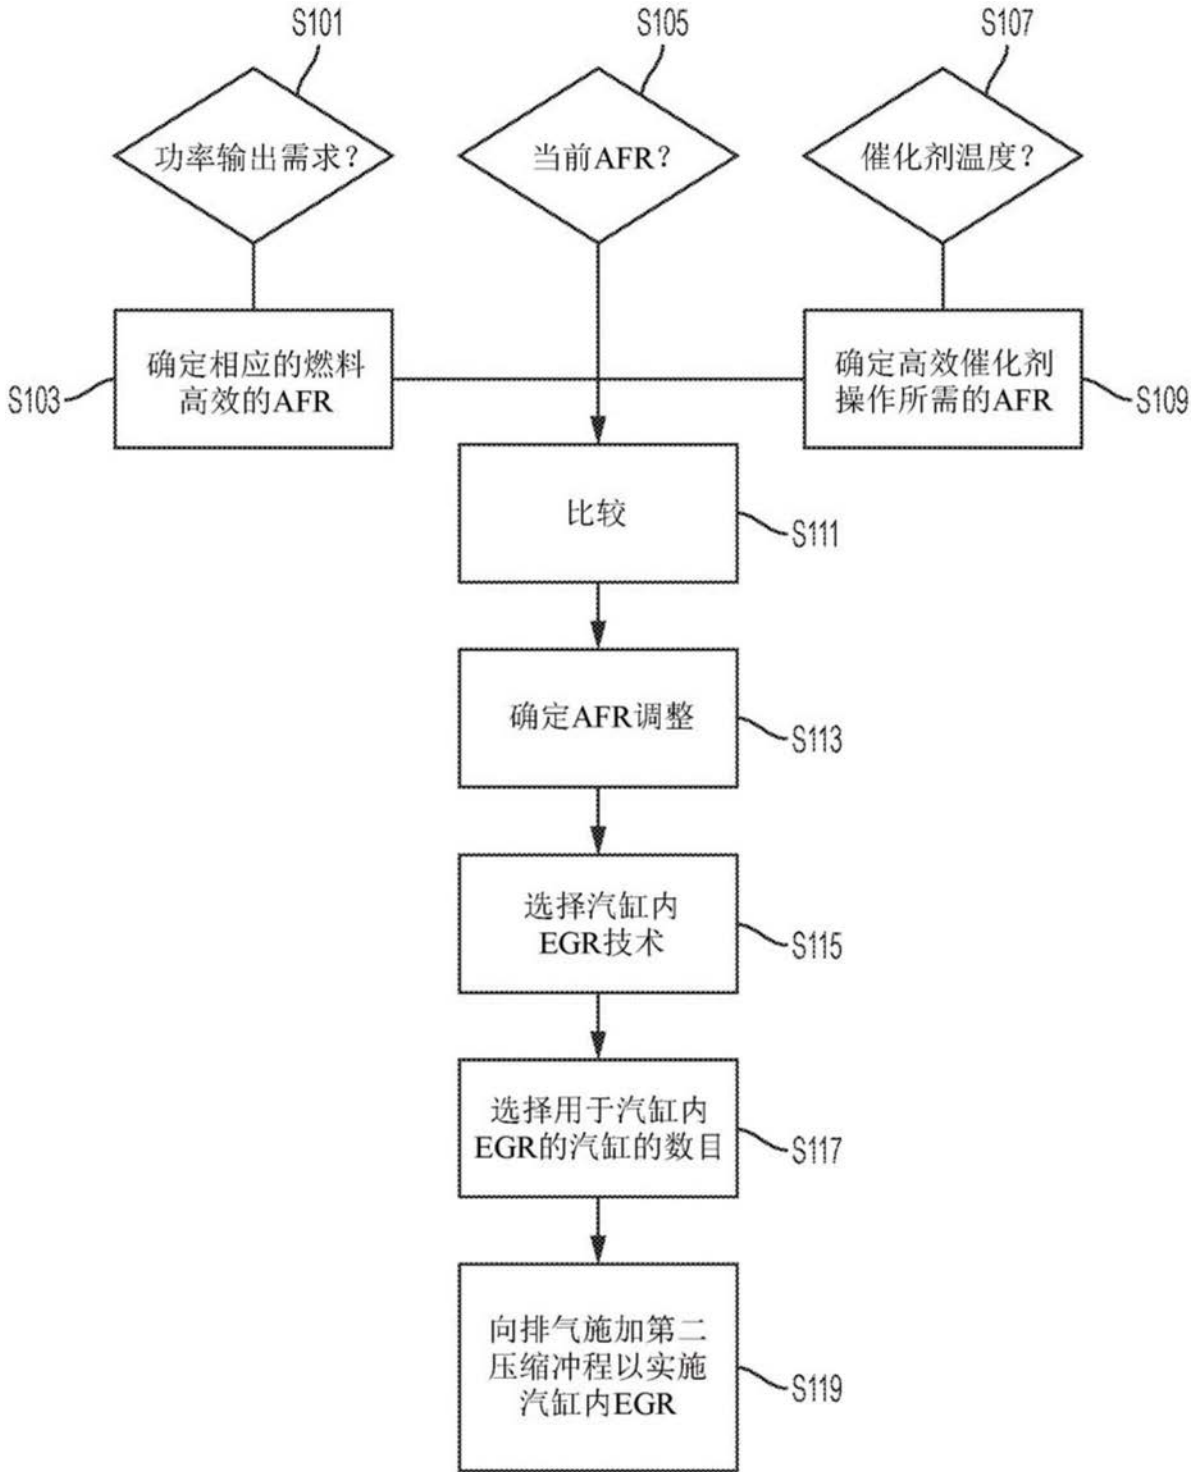 S101
S105
S107
功率输出需求？
当前AFR？
催化剂温度？
确定相应的燃料
高效的AFR
S103
确定高效催化剂
操作所需的AFR
S109
比较
S111
确定AFR调整
S113
选择汽缸内
EGR技术
S115
选择用于汽缸内
EGR的汽缸的数目
S117
向排气施加第二
压缩冲程以实施
汽缸内EGR
S119